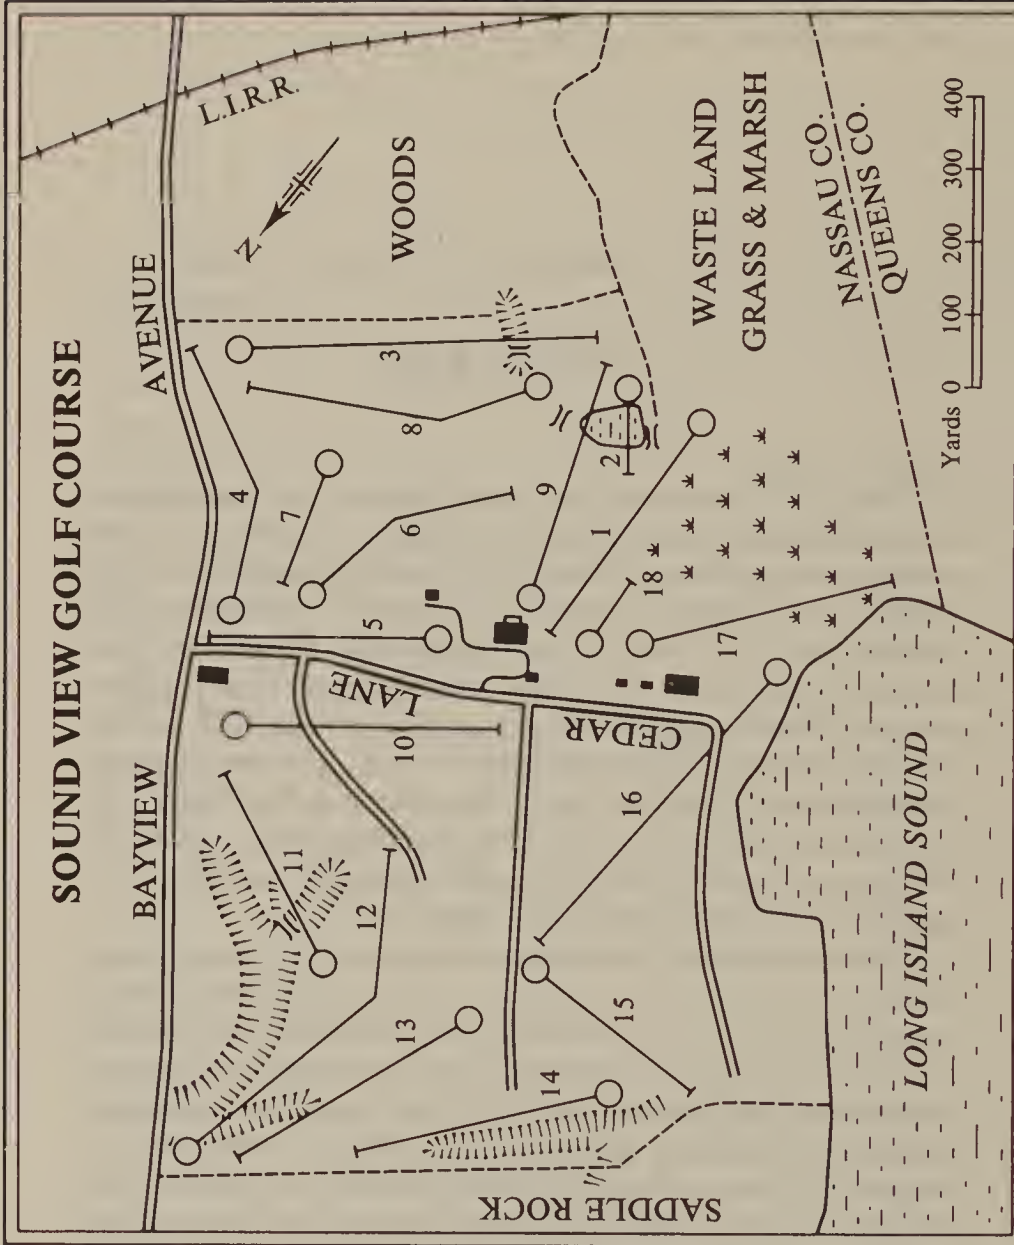 SOUND VIEW GOLF COURSE
BAYVIEW
AVENUE
L.I.R.R.
N
WOODS
WASTE LAND
GRASS & MARSH
NASSAU CO.
QUEENS CO.
Yards 0 100 200 300 400
LANE
CEDAR
LONG ISLAND SOUND
SADDLE ROCK
1
2
3
4
5
6
7
8
9
10
11
12
13
14
15
16
17
18